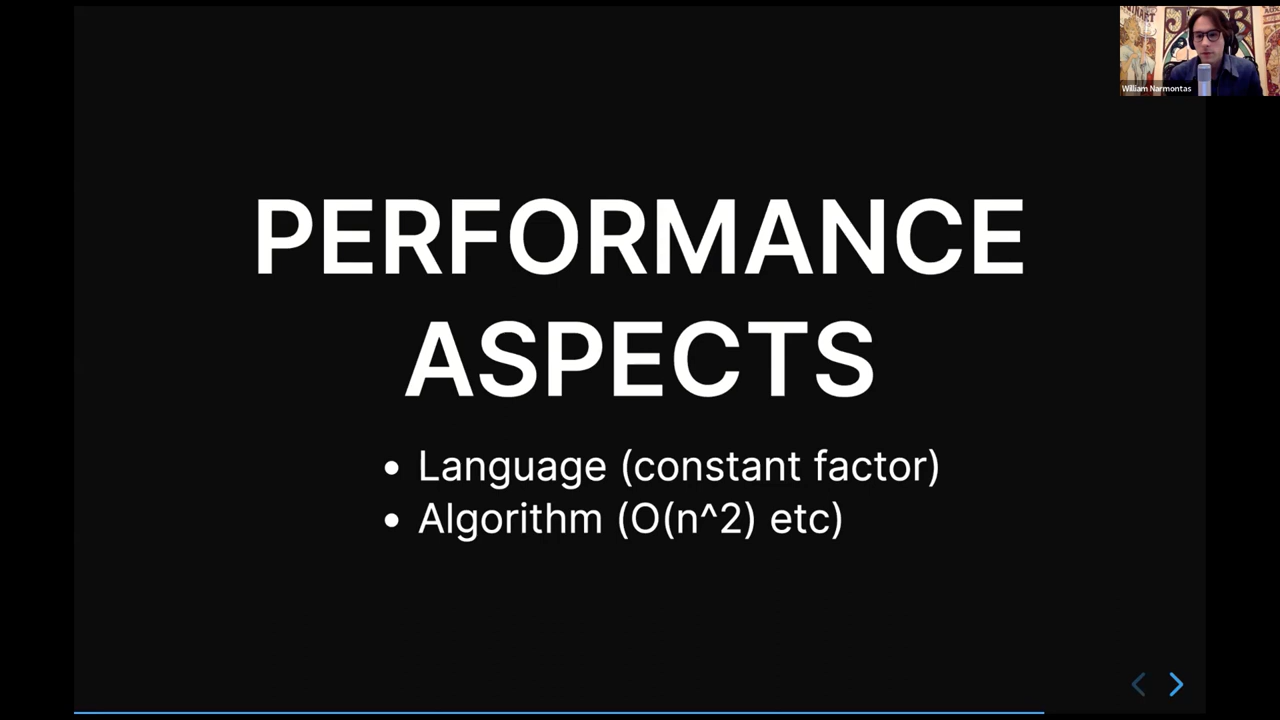 PERFORMANCE
ASPECTS
• Language (constant factor)
• Algorithm (O(n^2) etc)
William Narmontas